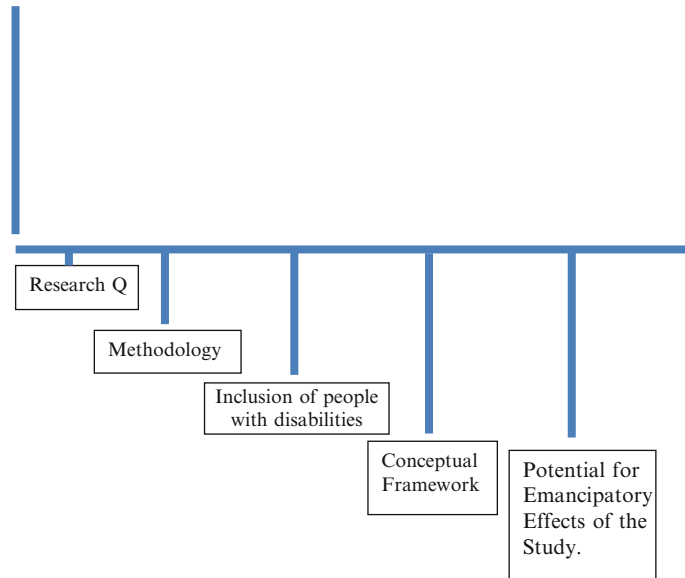 Research Q
Methodology
Inclusion of people
with disabilities
Conceptual
Framework
Potential for
Emancipatory
Effects of the
Study.